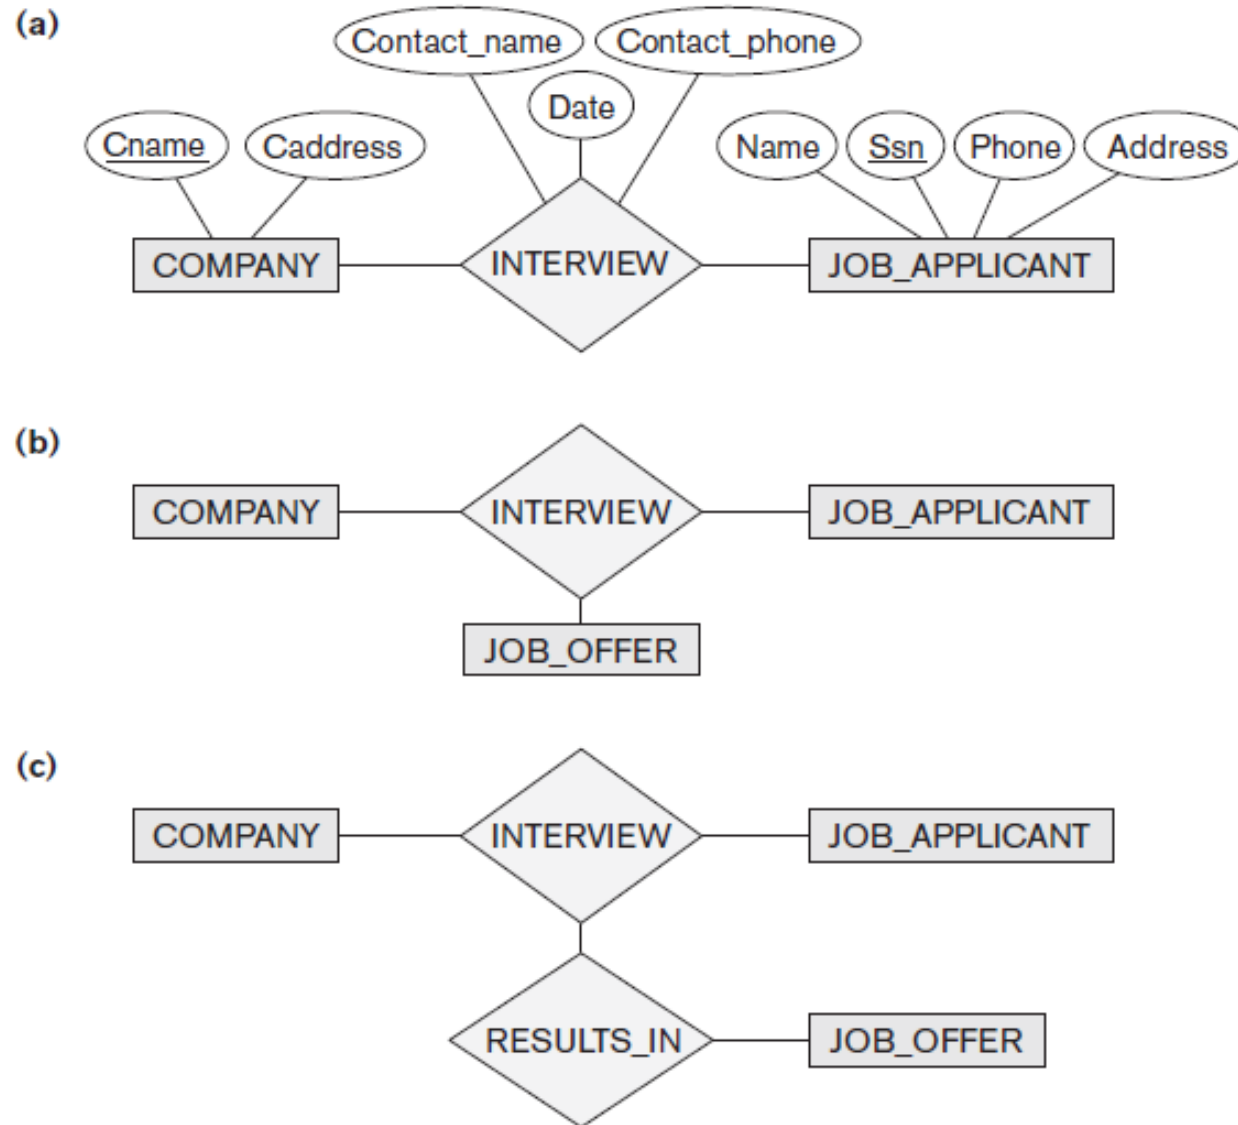 (a)
Contact_name Contact_phone
Date
Cname Caddress Name Ssn Phone Address
COMPANY INTERVIEW JOB_APPLICANT
(b)
COMPANY INTERVIEW JOB_APPLICANT
JOB_OFFER
(c)
COMPANY INTERVIEW JOB_APPLICANT
RESULTS_IN JOB_OFFER